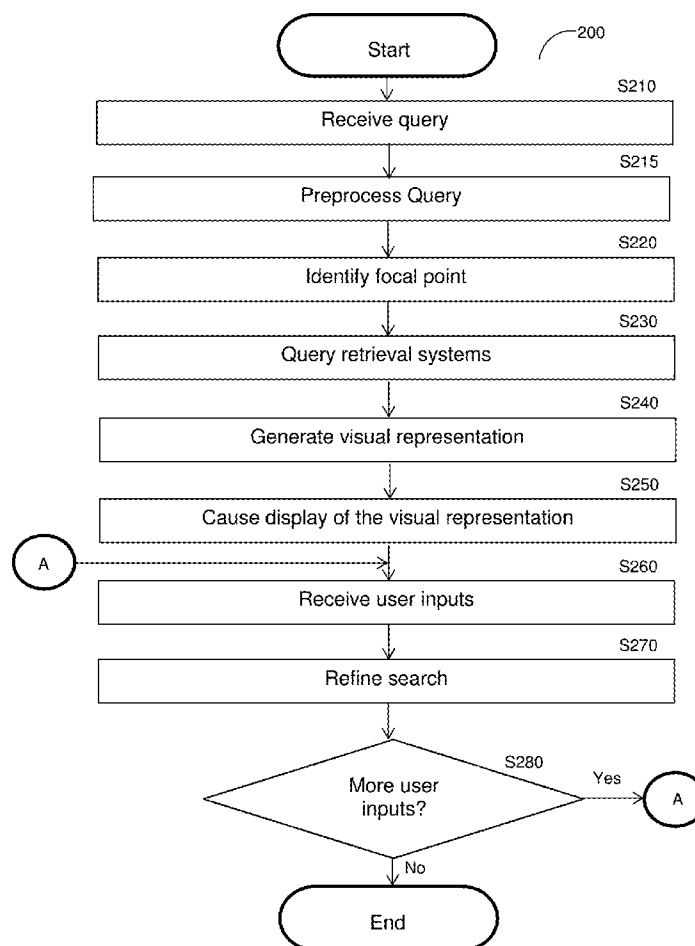 Start
200
S210
Receive query
S215
Preprocess Query
S220
Identify focal point
S230
Query retrieval systems
S240
Generate visual representation
S250
Cause display of the visual representation
A
S260
Receive user inputs
S270
Refine search
S280
More user
inputs?
Yes
A
No
End